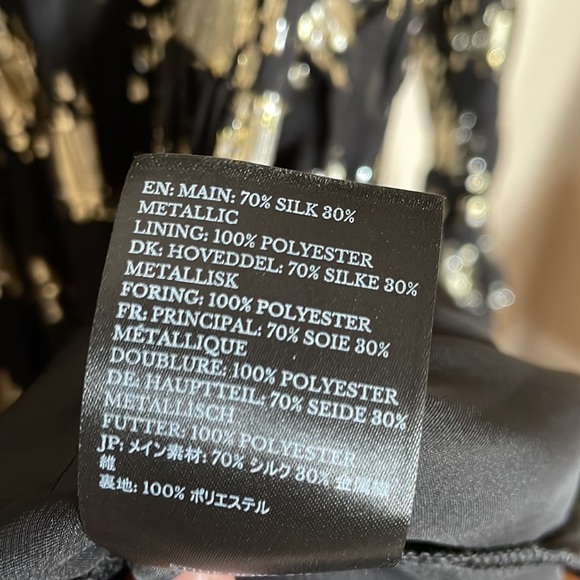 EN: MAIN: 70% SILK 30%
METALLIC
LINING: 100% POLYESTER
DK: HOVEDDEL: 70% SILKE 30%
METALLISK
FORING: 100% POLYESTER
FR: PRINCIPAL: 70% SOIE 30%
MÉTALLIQUE
DOUBLURE: 100% POLYESTER
DE: HAUPTTEIL: 70% SEIDE 30%
METALLISCH
FUTTER: 100% POLYESTER
JP: メイン素材: 70% シルク 30% 金属繊
維
裏地: 100% ポリエステル